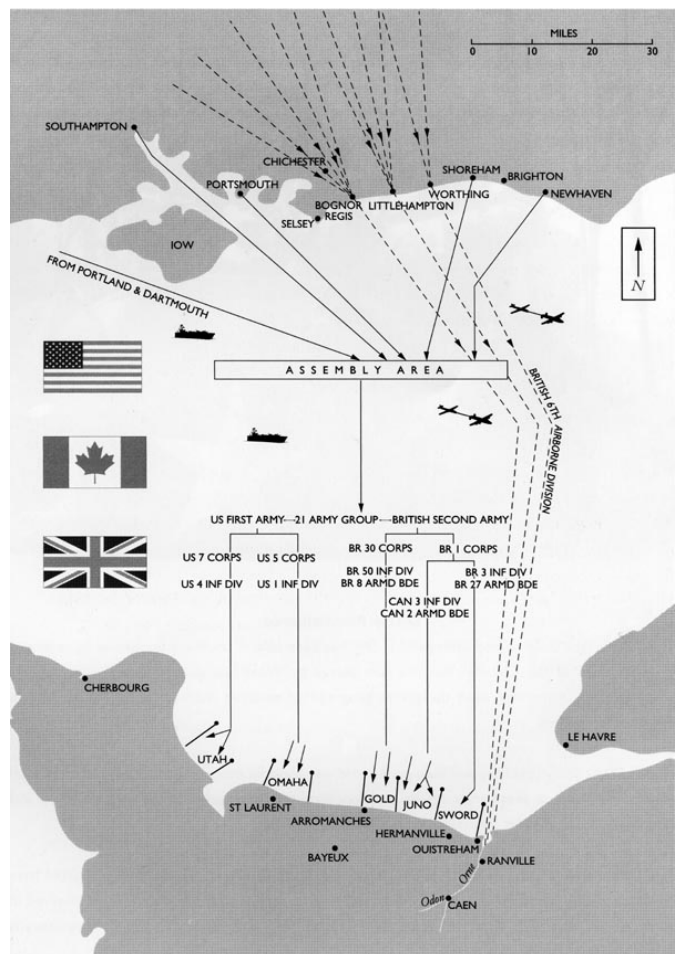 MILES
0 10 20 30
SOUTHAMPTON
CHICHESTER
PORTSMOUTH
SHOREHAM
BRIGHTON
BOGNOR
REGIS
LITTLEHAMPTON
WORTHING
NEWHAVEN
SELSEY
IOW
N
FROM PORTLAND & DARTMOUTH
ASSEMBLY AREA
BRITISH 6TH AIRBORNE DIVISION
US FIRST ARMY — 21 ARMY GROUP — BRITISH SECOND ARMY
US 7 CORPS
US 5 CORPS
BR 30 CORPS
BR 1 CORPS
US 4 INF DIV
US 1 INF DIV
BR 50 INF DIV
BR 8 ARMD BDE
BR 3 INF DIV
BR 27 ARMD BDE
CAN 3 INF DIV
CAN 2 ARMD BDE
CHERBOURG
LE HAVRE
UTAH
OMAHA
GOLD
JUNO
SWORD
ST LAURENT
ARROMANCHES
HERMANVILLE
OUISTREHAM
BAYEUX
RANVILLE
Orne
Odon
CAEN